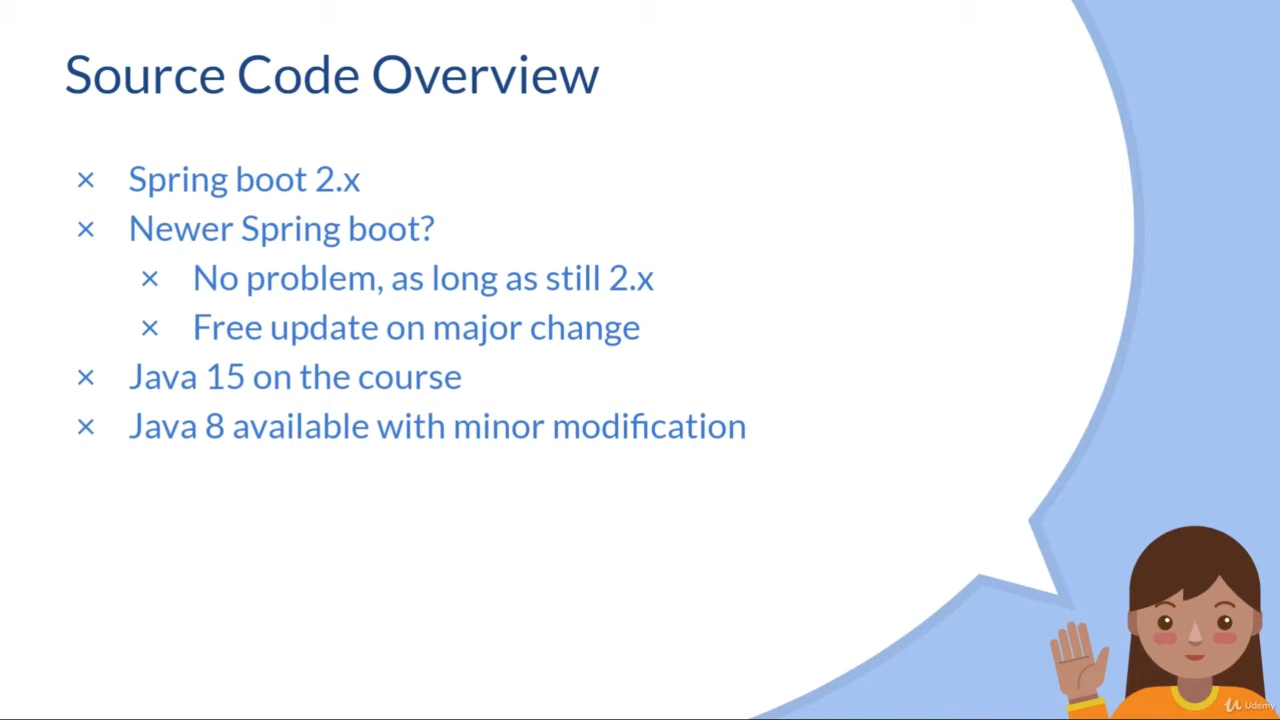 Source Code Overview
× Spring boot 2.x
× Newer Spring boot?
× No problem, as long as still 2.x
× Free update on major change
× Java 15 on the course
× Java 8 available with minor modification
Udemy